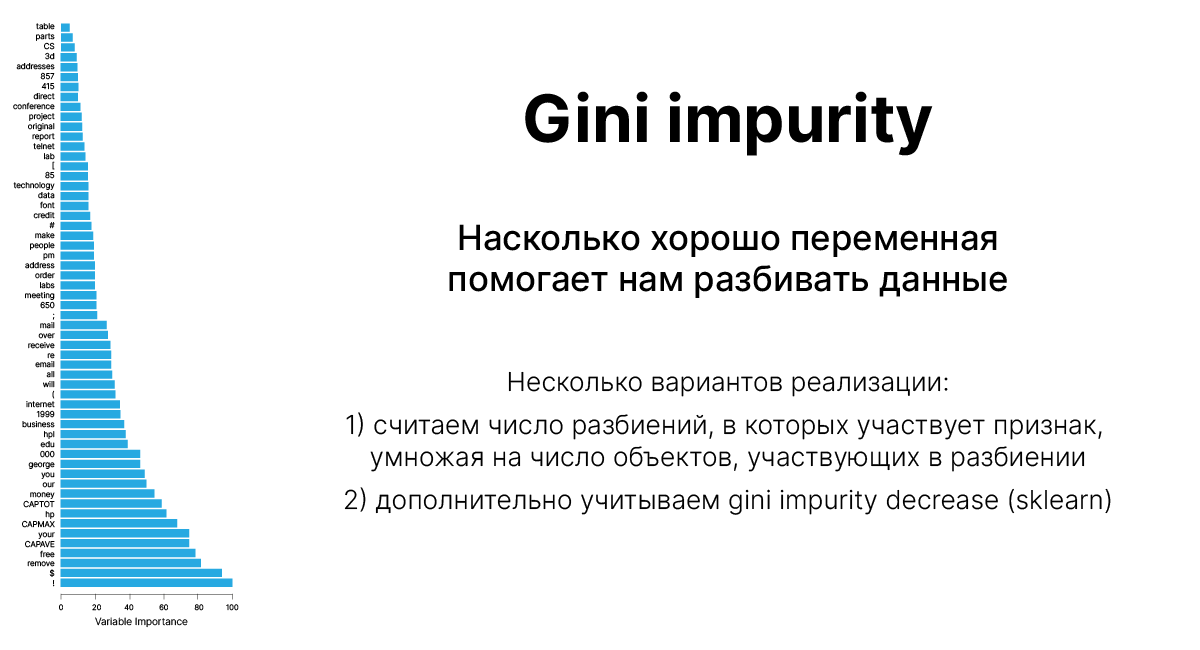 table
parts
CS
3d
addresses
857
415
direct
conference
project
original
report
telnet
lab
[
85
technology
data
font
credit
#
make
people
pm
address
order
labs
meeting
650
;
mail
over
receive
re
email
all
will
(
internet
1999
business
hpl
edu
000
george
you
our
money
CAPTOT
hp
CAPMAX
your
CAPAVE
free
remove
$
!
0 20 40 60 80 100
Variable Importance
Gini impurity
Насколько хорошо переменная
помогает нам разбивать данные
Несколько вариантов реализации:
1) считаем число разбиений, в которых участвует признак,
умножая на число объектов, участвующих в разбиении
2) дополнительно учитываем gini impurity decrease (sklearn)